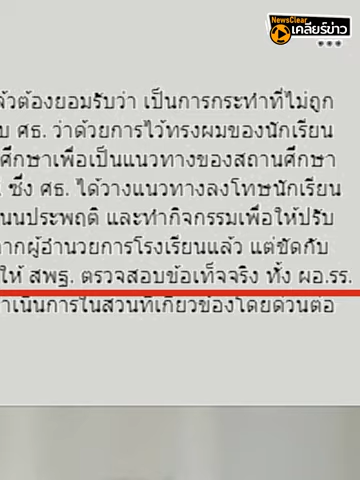 NewsClear
เคลียร์ข่าว
ล้วต้องยอมรับว่า เป็นการกระทำที่ไม่ถูก
บ ศธ. ว่าด้วยการไว้ทรงผมของนักเรียน
ศึกษาเพื่อเป็นแนวทางของสถานศึกษา
ซึ่ง ศธ. ได้วางแนวทางลงโทษนักเรียน
นนประพฤติ และทำกิจกรรมเพื่อให้ปรับ
ากผู้อำนวยการโรงเรียนแล้ว แต่ขัดกับ
ให้ สพฐ. ตรวจสอบข้อเท็จจริง ทั้ง ผอ.รร.
ำเนินการในส่วนที่เกี่ยวข้องโดยด่วนต่อ